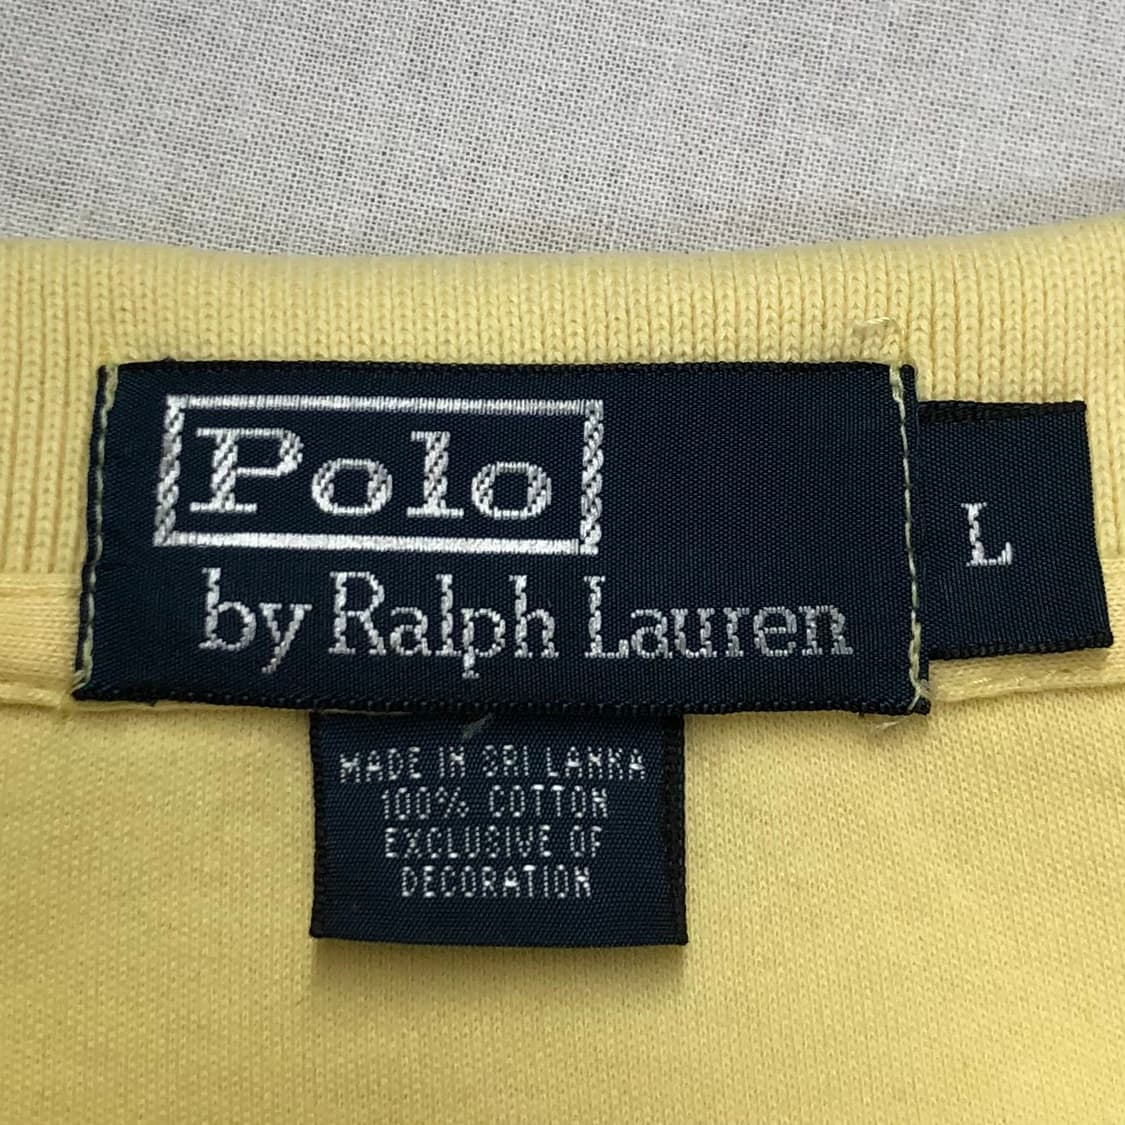 Polo
by Ralph Lauren
L
MADE IN SRI LANKA
100% COTTON
EXCLUSIVE OF
DECORATION